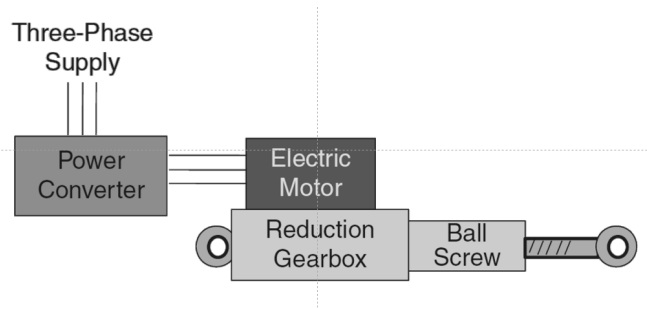 Three-Phase
Supply
Power
Converter
Electric
Motor
Reduction
Gearbox
Ball
Screw